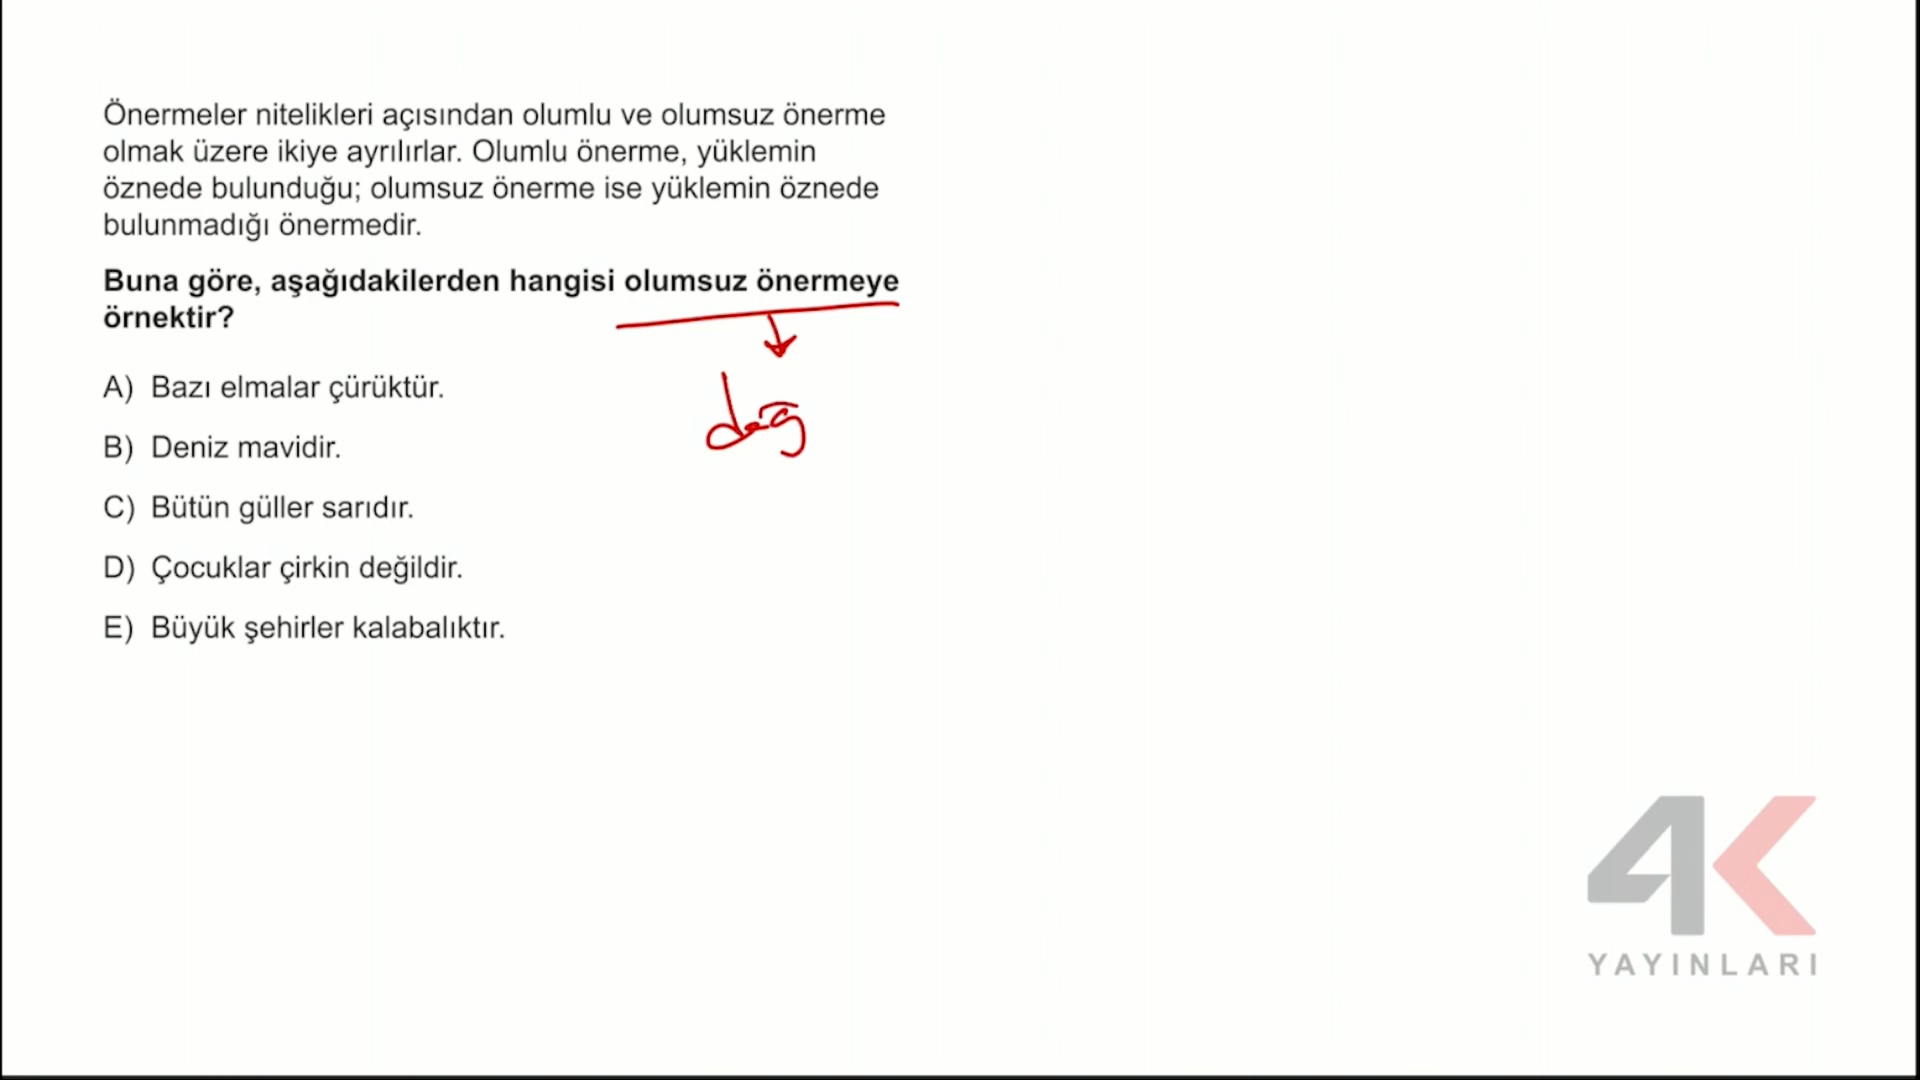 Önermeler nitelikleri açısından olumlu ve olumsuz önerme
olmak üzere ikiye ayrılırlar. Olumlu önerme, yüklemin
öznede bulunduğu; olumsuz önerme ise yüklemin öznede
bulunmadığı önermedir.
Buna göre, aşağıdakilerden hangisi olumsuz önermeye
örnektir?
A) Bazı elmalar çürüktür.
B) Deniz mavidir.
C) Bütün güller sarıdır.
D) Çocuklar çirkin değildir.
E) Büyük şehirler kalabalıktır.
4K
YAYINLARI